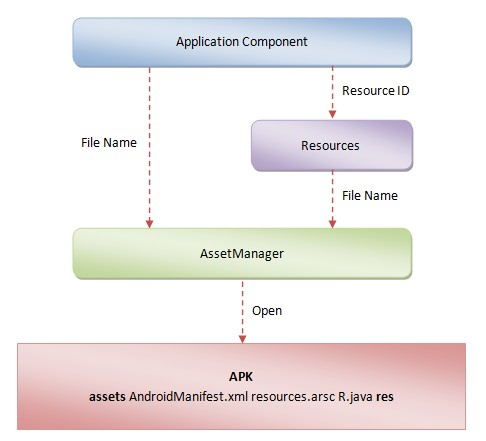 Application Component
Resource ID
File Name
Resources
File Name
AssetManager
Open
APK
assets AndroidManifest.xml resources.arsc R.java res